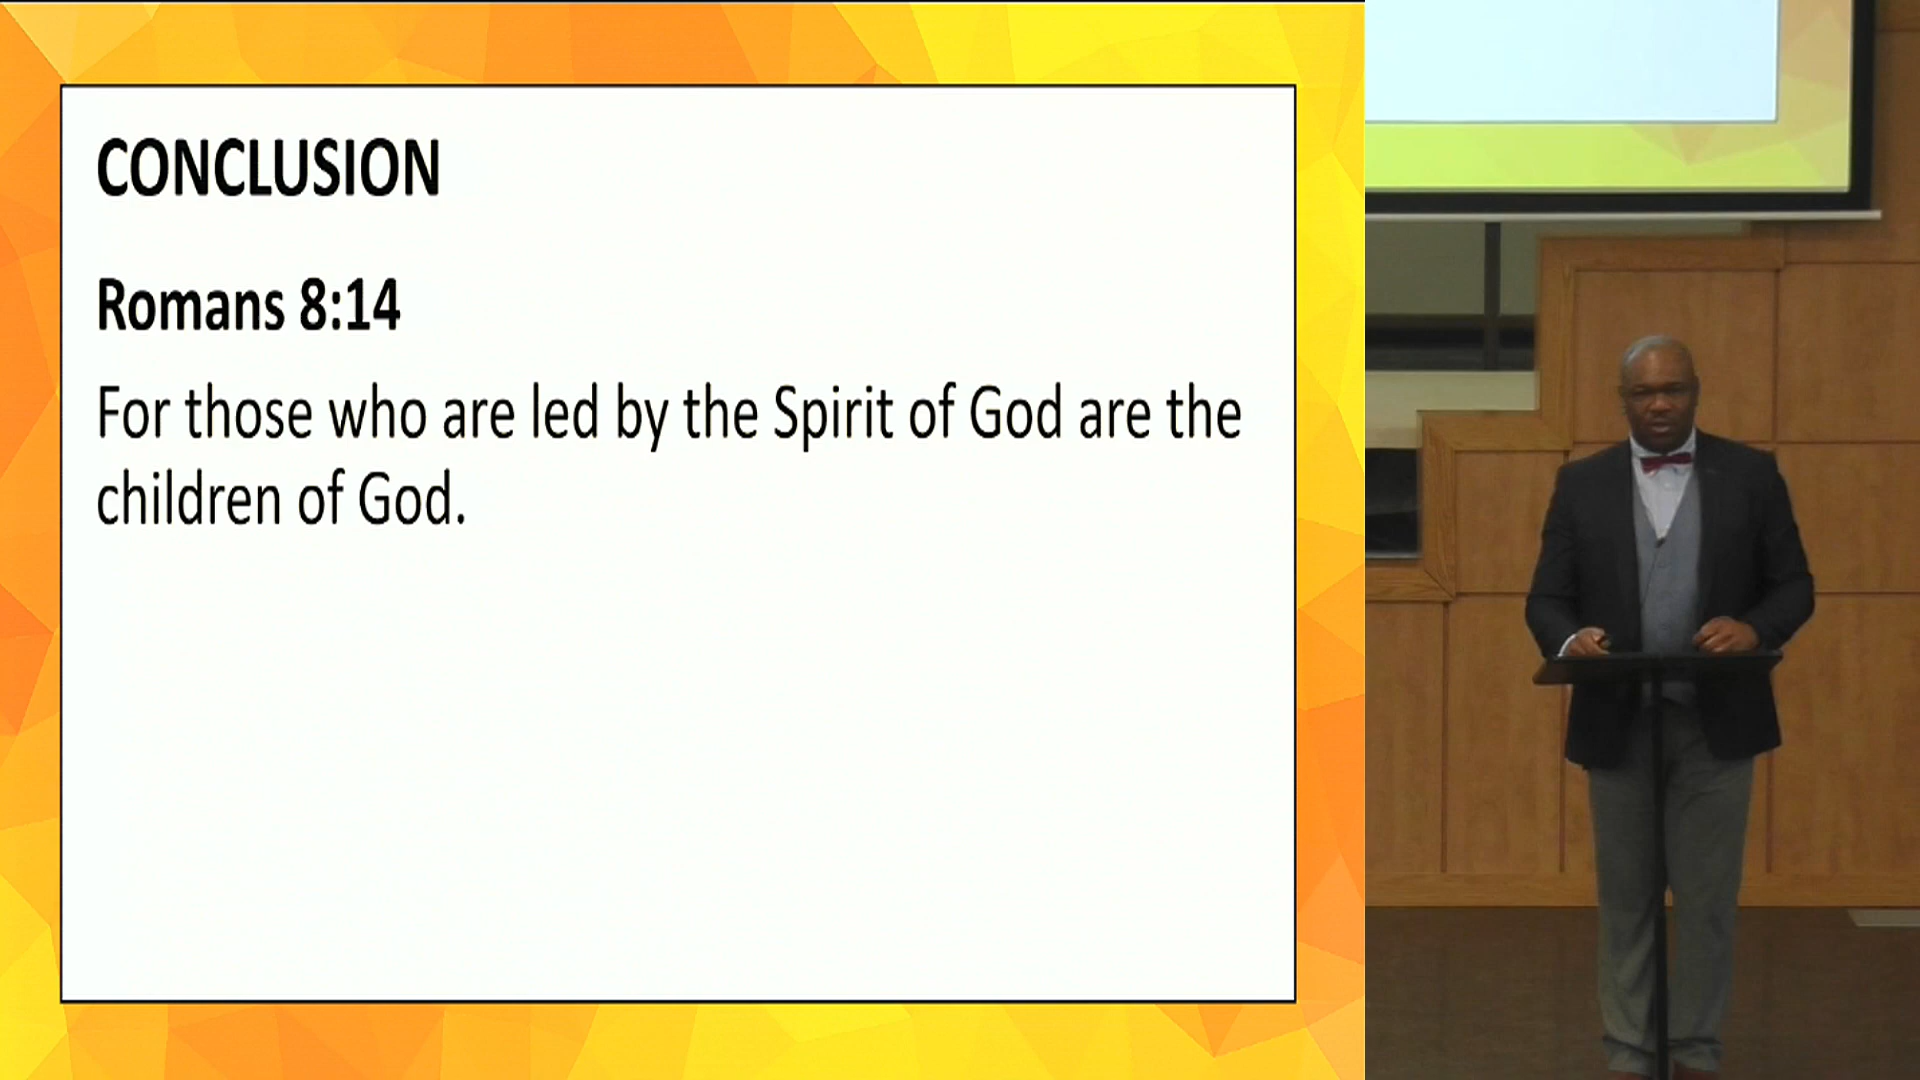 CONCLUSION
Romans 8:14
For those who are led by the Spirit of God are the
children of God.